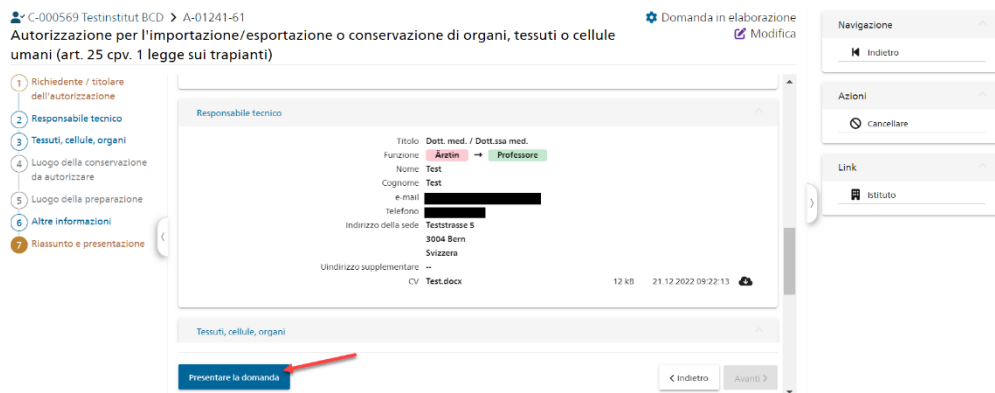 C-000569 Testinstitut BCD > A-01241-61
Domanda in elaborazione
Autorizzazione per l'importazione/esportazione o conservazione di organi, tessuti o cellule
Modifica
umani (art. 25 cpv. 1 legge sui trapianti)
1 Richiedente / titolare
dell'autorizzazione
2 Responsabile tecnico
3 Tessuti, cellule, organi
4 Luogo della conservazione
da autorizzare
5 Luogo della preparazione
6 Altre informazioni
7 Riassunto e presentazione
Responsabile tecnico
Titolo Dott. med. / Dott.ssa med.
Funzione Ärztin → Professore
Nome Test
Cognome Test
e-mail
Telefono
Indirizzo della sede Teststrasse 5
3004 Bern
Svizzera
Uindirizzo supplementare --
CV Test.docx 12 kB 21.12.2022 09:22:13
Tessuti, cellule, organi
Presentare la domanda
< Indietro
Avanti >
Navigazione
Indietro
Azioni
Cancellare
Link
Istituto